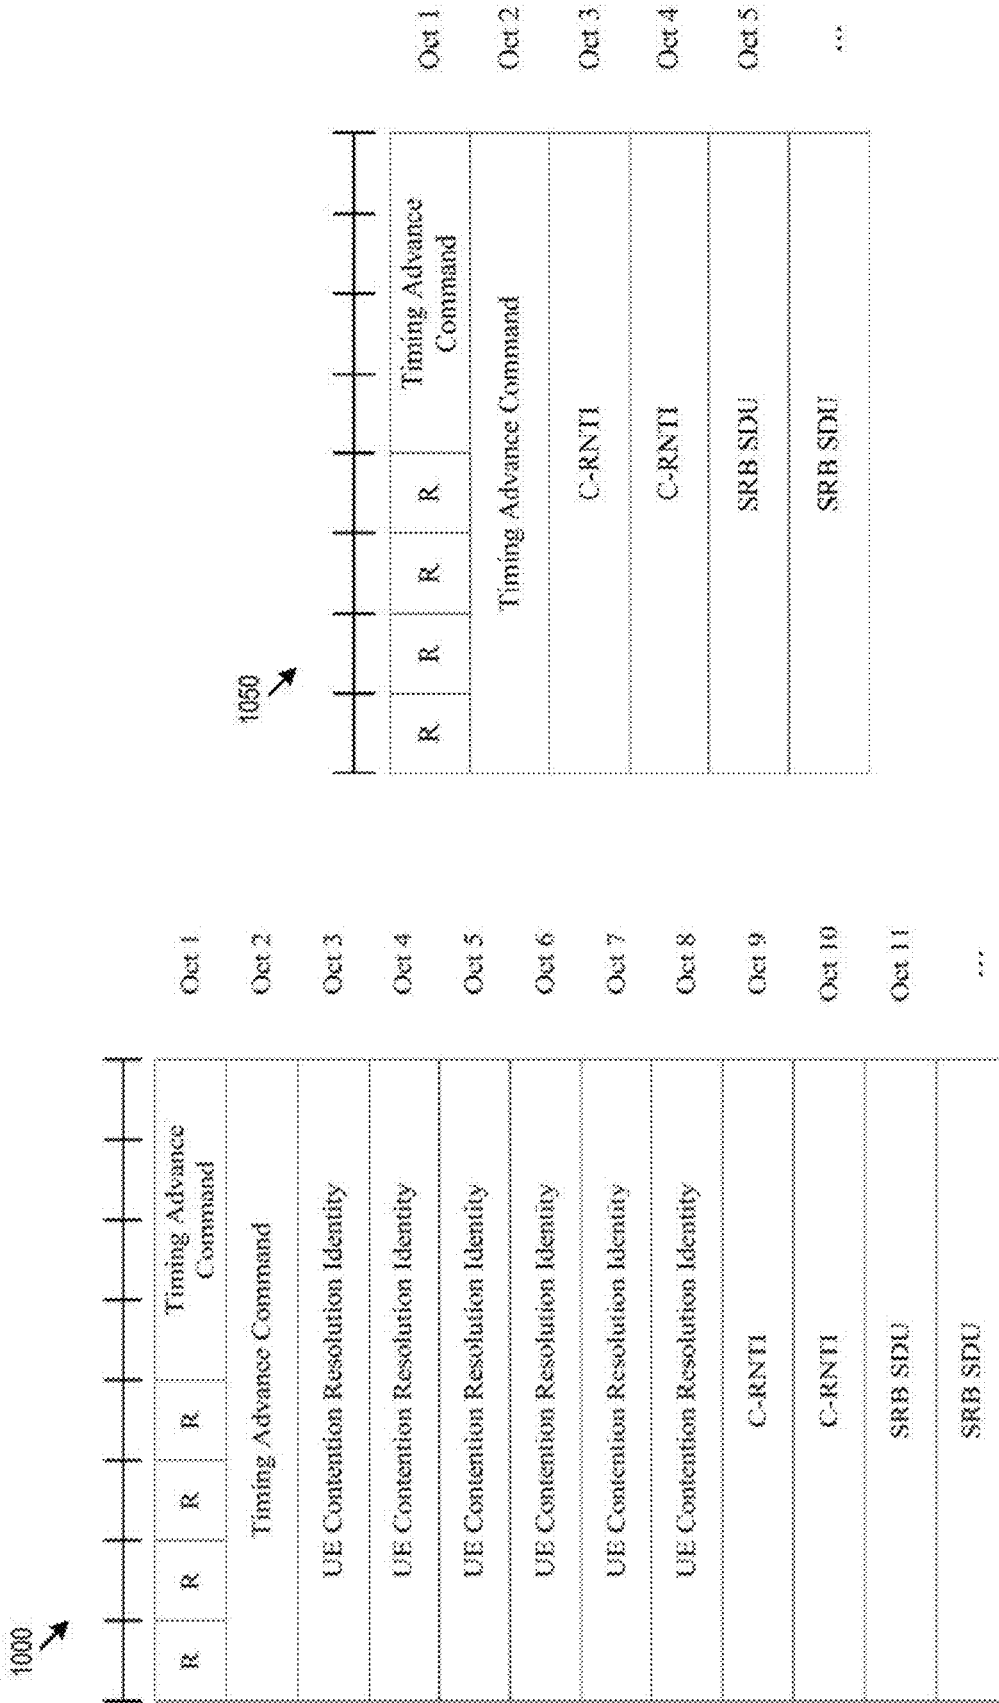 1000
R R R R Timing Advance
Command
Oct 1
Timing Advance Command Oct 2
UE Contention Resolution Identity Oct 3
UE Contention Resolution Identity Oct 4
UE Contention Resolution Identity Oct 5
UE Contention Resolution Identity Oct 6
UE Contention Resolution Identity Oct 7
UE Contention Resolution Identity Oct 8
C-RNTI Oct 9
C-RNTI Oct 10
SRB SDU Oct 11
SRB SDU ...
1050
R R R R Timing Advance
Command
Oct 1
Timing Advance Command Oct 2
C-RNTI Oct 3
C-RNTI Oct 4
SRB SDU Oct 5
SRB SDU ...